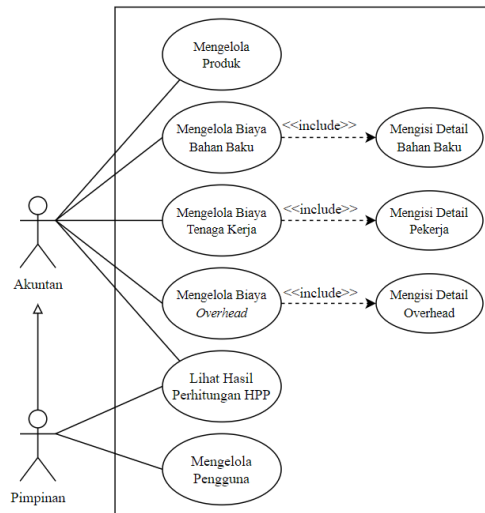 Mengelola
Produk
Mengelola Biaya
Bahan Baku
<<include>>
Mengisi Detail
Bahan Baku
Mengelola Biaya
Tenaga Kerja
<<include>>
Mengisi Detail
Pekerja
Akuntan
Mengelola Biaya
Overhead
<<include>>
Mengisi Detail
Overhead
Lihat Hasil
Perhitungan HPP
Mengelola
Pengguna
Pimpinan